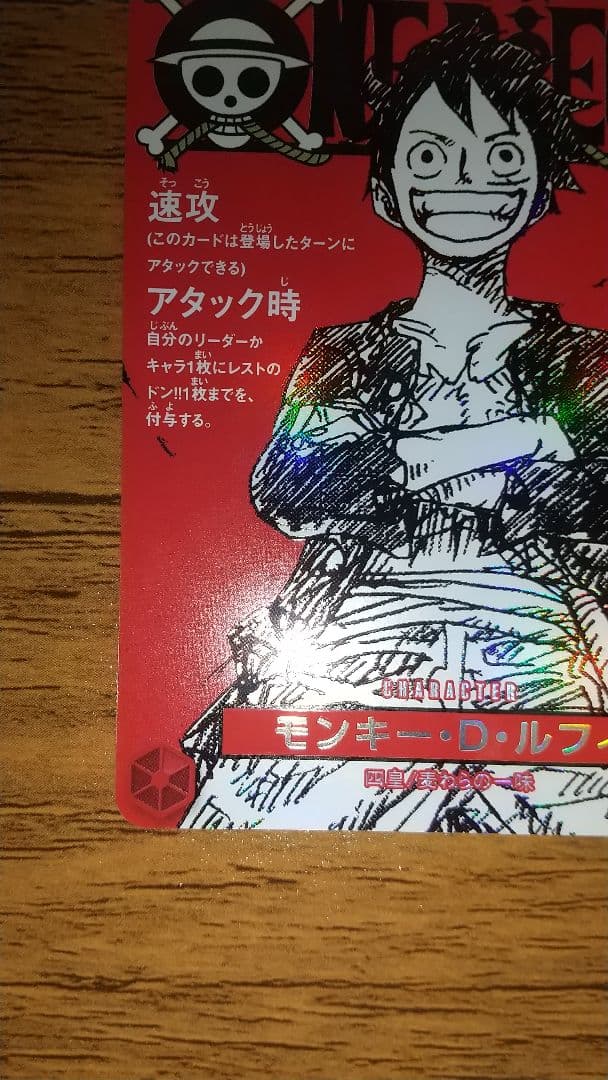 ONE PIE
速攻
(このカードは登場したターンに
アタックできる)
アタック時
自分のリーダーか
キャラ1枚にレストの
ドン!!1枚までを、
付与する。
CHARACTER
モンキー・D・ルフィ
四皇/麦わらの一味